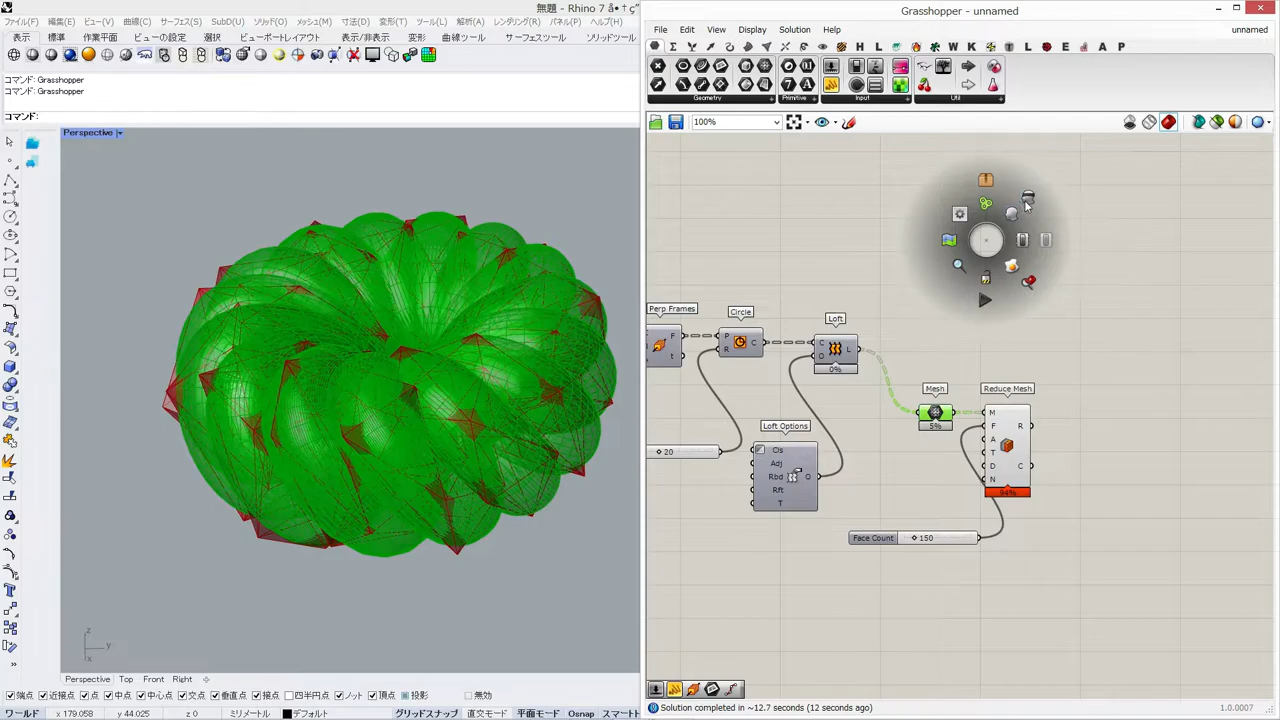 無題 - Rhino 7
ファイル(F) 編集(E) ビュー(V) 曲線(C) サーフェス(S) SubD(U) ソリッド(O) メッシュ(M) 寸法(D) 変形(T) ツール(L) 解析(A) レンダリング(R) パネル(P) ヘルプ(H)
表示 標準 作業平面 ビューの設定 選択 ビューポートレイアウト 表示/非表示 変形 曲線ツール サーフェスツール ソリッドツール
コマンド: Grasshopper
コマンド: Grasshopper
コマンド:
Perspective
z
y
x
Perspective Top Front Right
端点 近接点 点 中点 中心点 交点 垂直点 接点 四半円点 ノット 頂点 投影 無効
ワールド x 179.058 y 44.025 z 0 ミリメートル デフォルト グリッドスナップ 直交モード 平面モード Osnap スマート
Grasshopper - unnamed
File Edit View Display Solution Help unnamed
H L W K L E A P
Geometry Primitive Input Util
100%
Perp Frames Circle Loft
F t
P R C
C O L
0%
Mesh Reduce Mesh
5%
M F A T D N R C
94%
Loft Options
Cls
Adj
Rbd O
Rft
T
20
Face Count 150
Solution completed in ~12.7 seconds (12 seconds ago) 1.0.0007